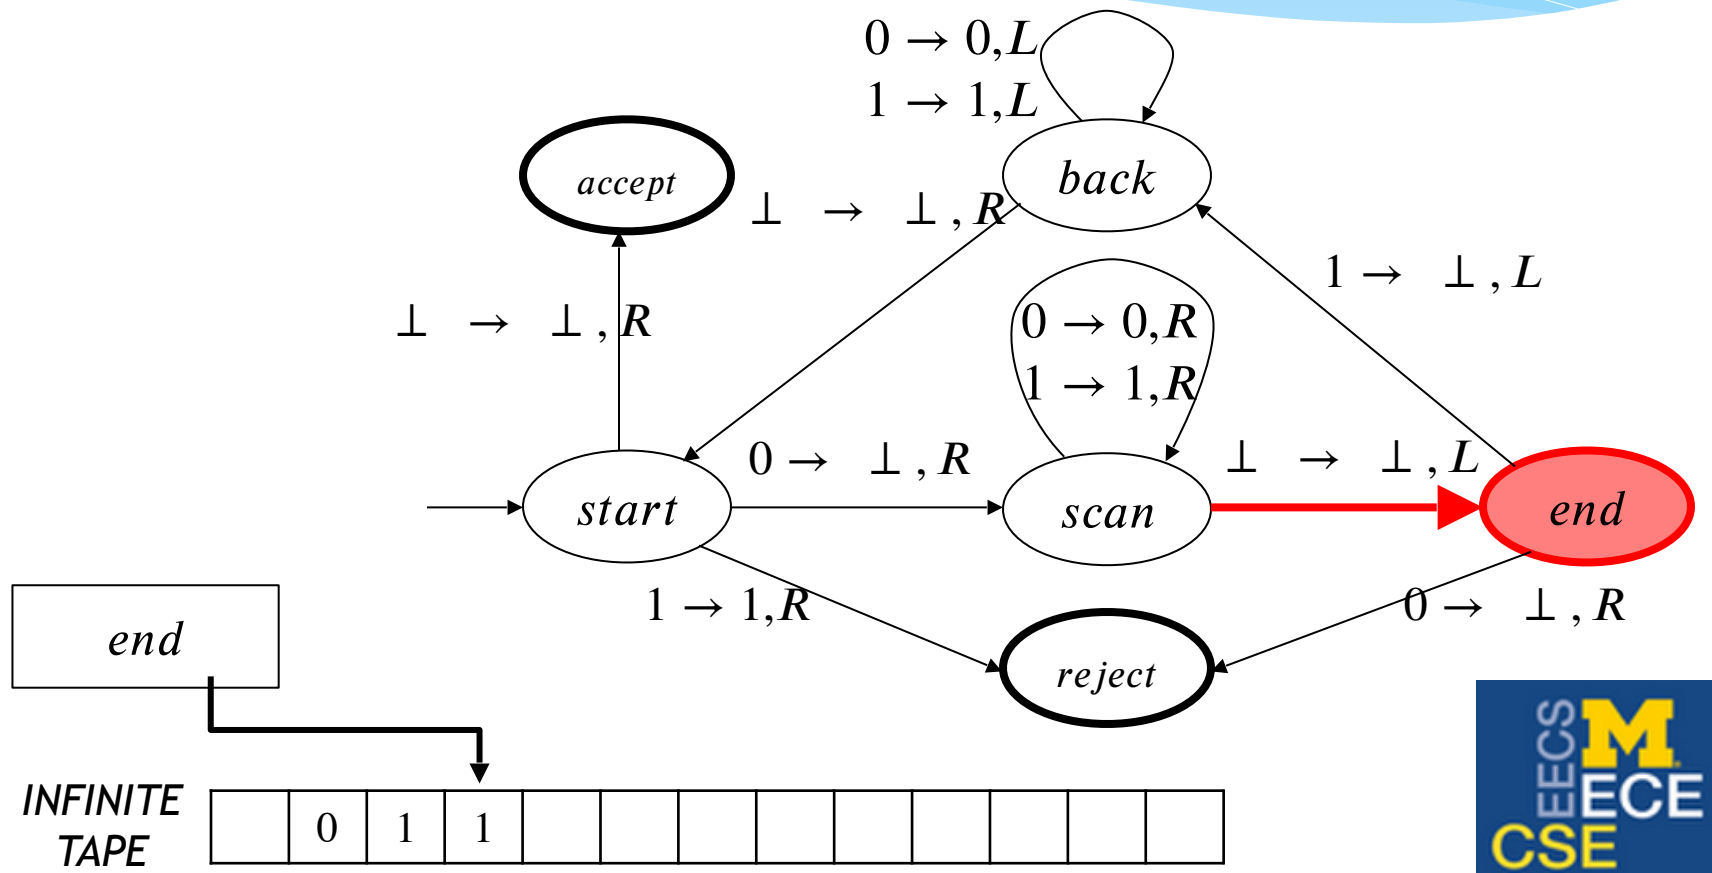 0 → 0,L
1 → 1,L
accept
back
⊥ → ⊥ , R
1 → ⊥ , L
⊥ → ⊥ , R
0 → 0,R
1 → 1,R
0 → ⊥ , R
⊥ → ⊥ , L
start
scan
end
1 → 1,R
0 → ⊥ , R
end
reject
INFINITE
TAPE
0 1 1
EECS
M
ECE
CSE